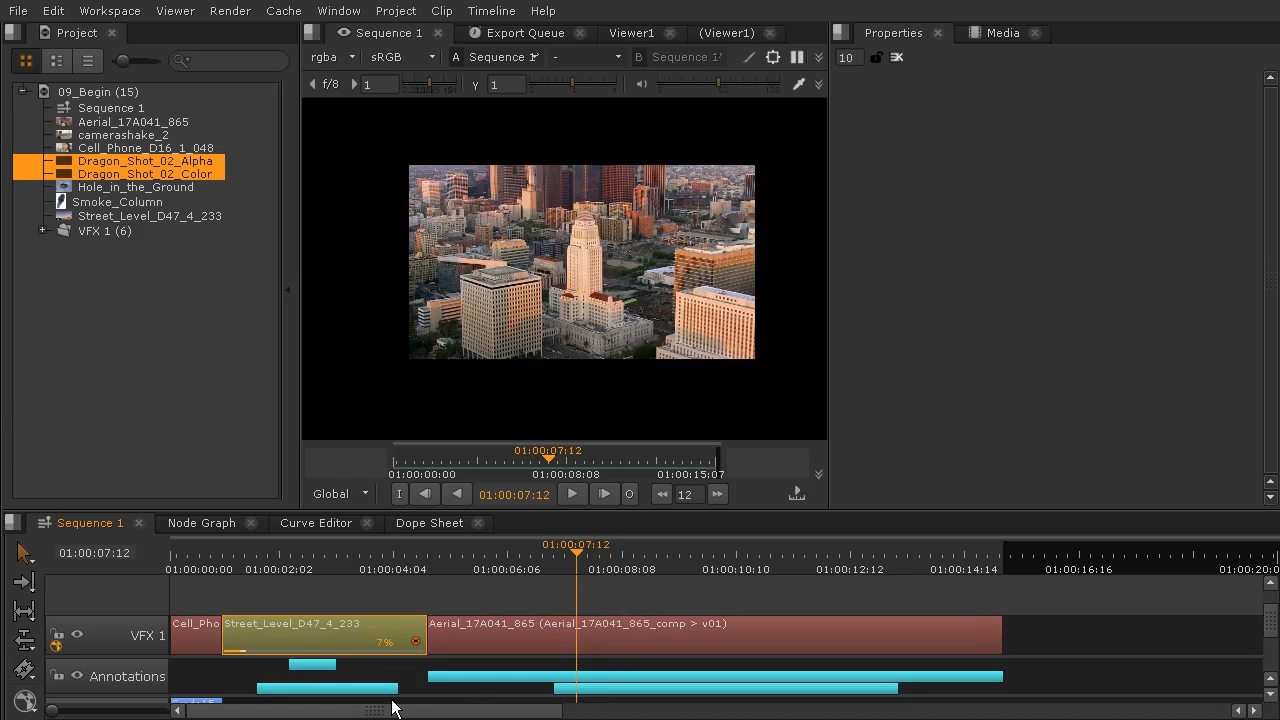 File Edit Workspace Viewer Render Cache Window Project Clip Timeline Help
Project
Sequence 1 Export Queue Viewer1 (Viewer1)
Properties Media
rgba sRGB A Sequence 1 - B Sequence 1
10
f/8 1 Y 1
09_Begin (15)
Sequence 1
Aerial_17A041_865
camerashake_2
Cell_Phone_D16_1_048
Dragon_Shot_02_Alpha
Dragon_Shot_02_Color
Hole_in_the_Ground
Smoke_Column
Street_Level_D47_4_233
VFX 1 (6)
01:00:07:12
01:00:00:00 01:00:08:08 01:00:15:07
Global I 01:00:07:12 O 12
Sequence 1 Node Graph Curve Editor Dope Sheet
01:00:07:12
01:00:07:12
01:00:00:00 01:00:02:02 01:00:04:04 01:00:06:06 01:00:08:08 01:00:10:10 01:00:12:12 01:00:14:14 01:00:16:16 01:00:20:0
VFX 1
Cell_Pho Street_Level_D47_4_233 Aerial_17A041_865 (Aerial_17A041_865_comp > v01)
7%
Annotations